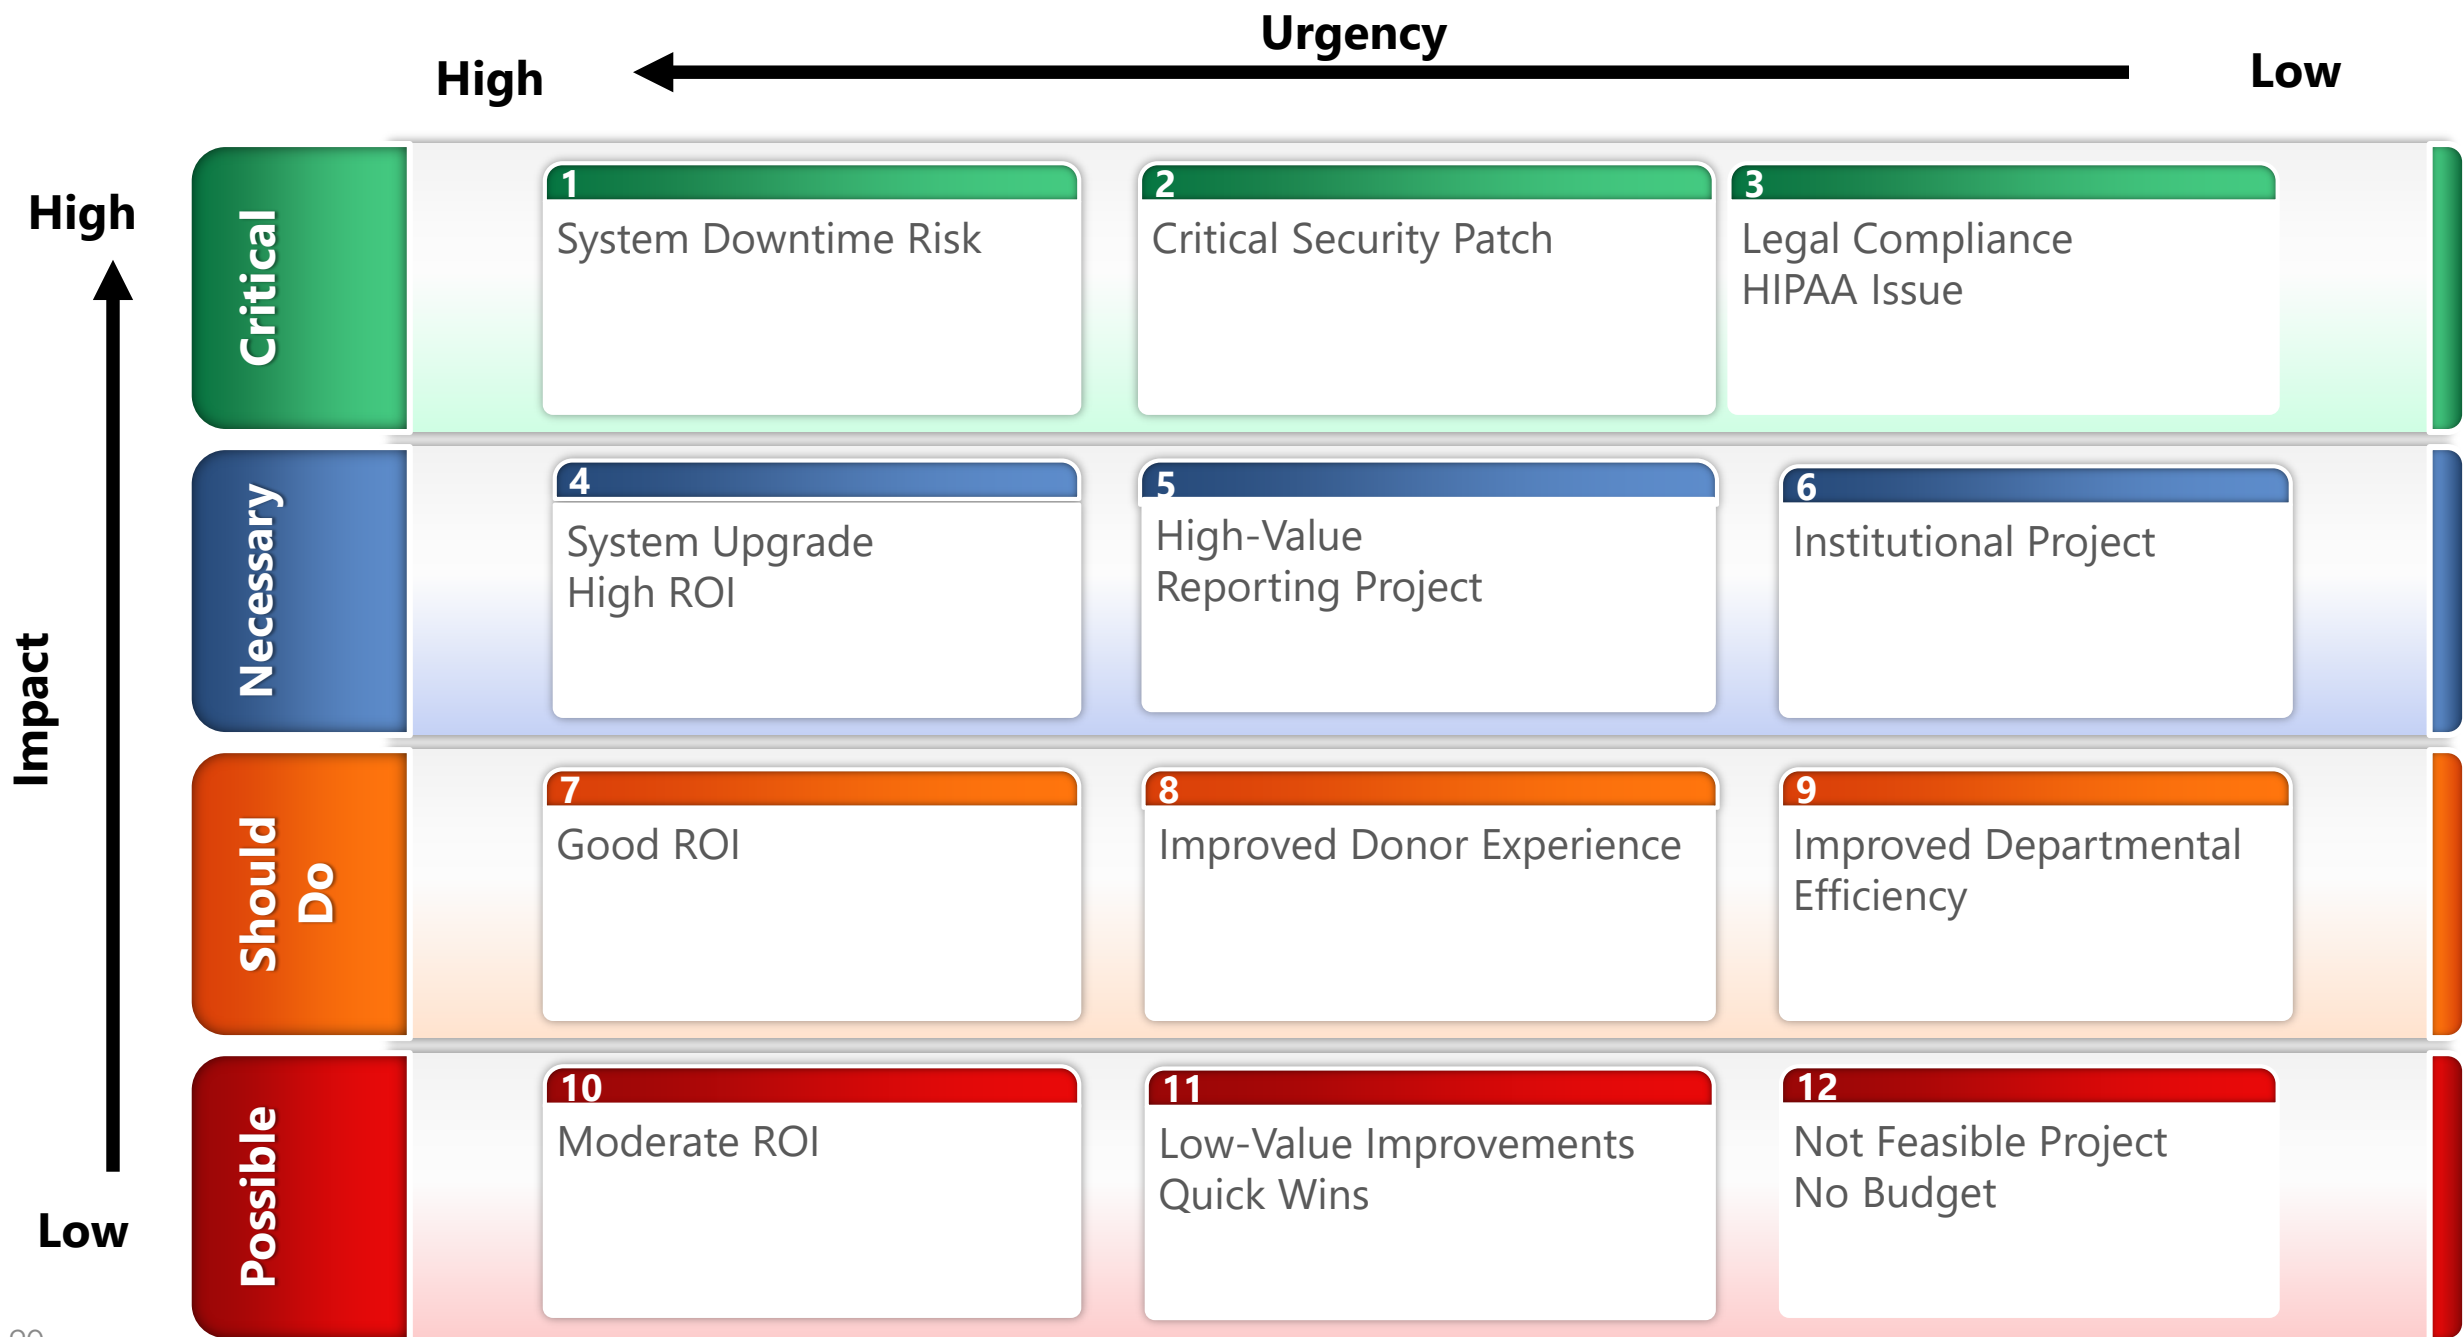 Urgency
High
Low
High
Critical
1
System Downtime Risk
2
Critical Security Patch
3
Legal Compliance
HIPAA Issue
Impact
Necessary
4
System Upgrade
High ROI
5
High-Value
Reporting Project
6
Institutional Project
Should
Do
7
Good ROI
8
Improved Donor Experience
9
Improved Departmental
Efficiency
Low
Possible
10
Moderate ROI
11
Low-Value Improvements
Quick Wins
12
Not Feasible Project
No Budget